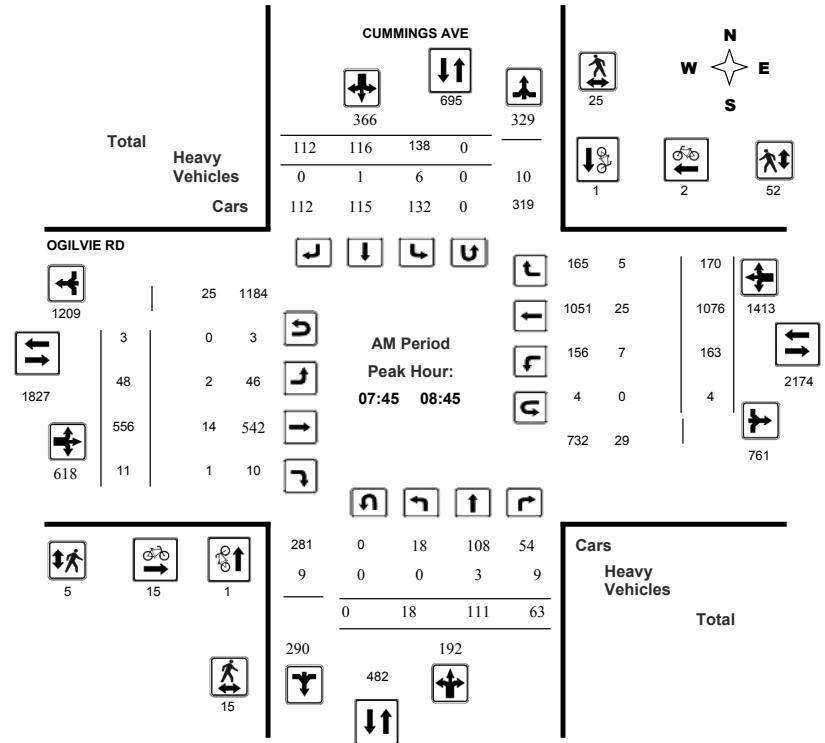 CUMMINGS AVE
N
W E
S
695
25
366 329
Total 112 116 138 0
Heavy
Vehicles 0 1 6 0 10
Cars 112 115 132 0 319
1 2 52
OGILVIE RD
1209 25 1184
165 5 170
1051 25 1076 1413
3 0 3
AM Period
156 7 163
1827 48 2 46
Peak Hour:
2174
07:45 08:45
4 0 4
556 14 542
732 29 761
618 11 1 10
281 0 18 108 54 Cars
9 0 0 3 9 Heavy
Vehicles
0 18 111 63 Total
5 15 1
290 192
482
15